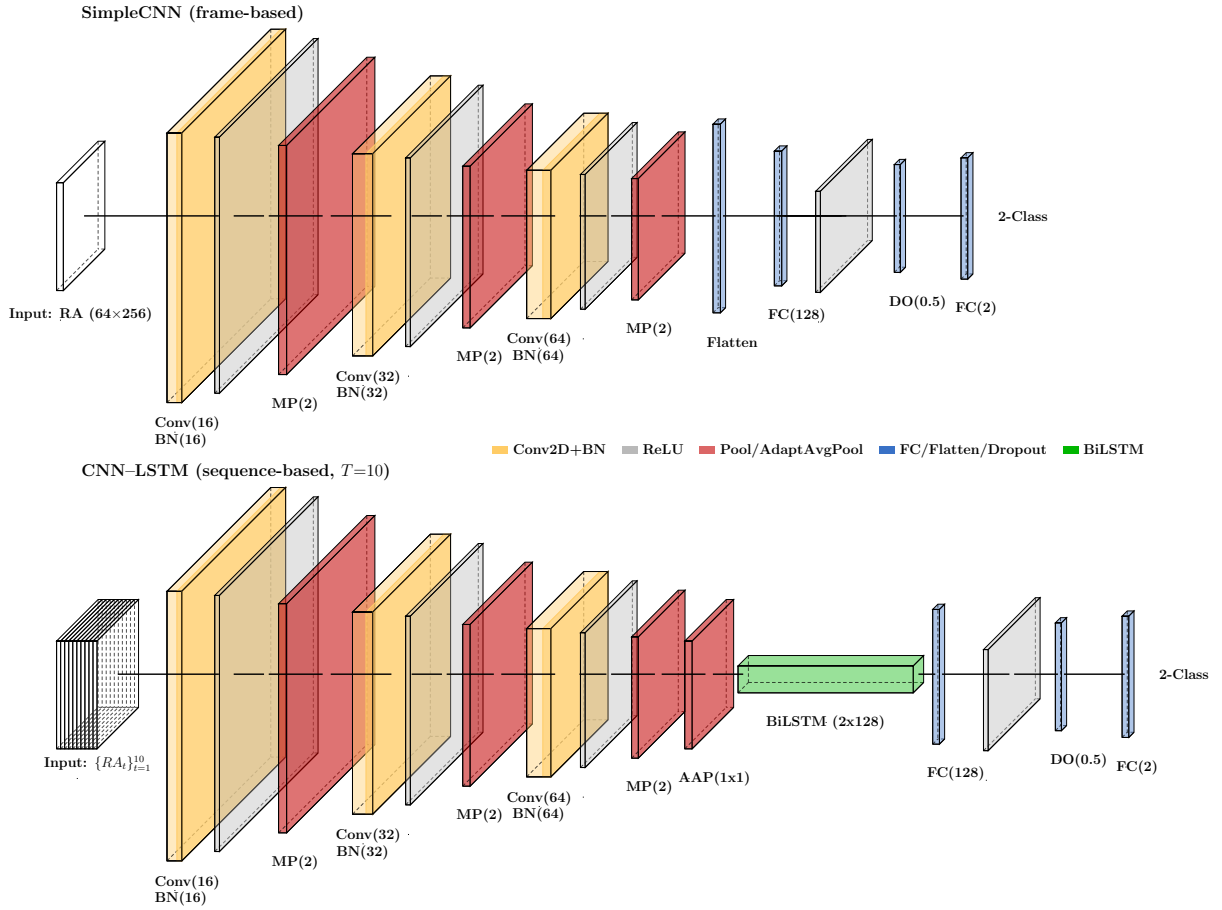 SimpleCNN (frame-based)
2-Class
Input: RA (64×256)
DO(0.5)
FC(2)
FC(128)
MP(2)
Flatten
Conv(64)
BN(64)
MP(2)
Conv(32)
BN(32)
MP(2)
Conv(16)
BN(16)
Conv2D+BN
ReLU
Pool/AdaptAvgPool
FC/Flatten/Dropout
BiLSTM
CNN–LSTM (sequence-based, T=10)
2-Class
BiLSTM (2x128)
Input: {RA_t}_{t=1}^{10}
DO(0.5)
FC(2)
FC(128)
AAP(1x1)
MP(2)
Conv(64)
BN(64)
MP(2)
Conv(32)
BN(32)
MP(2)
Conv(16)
BN(16)